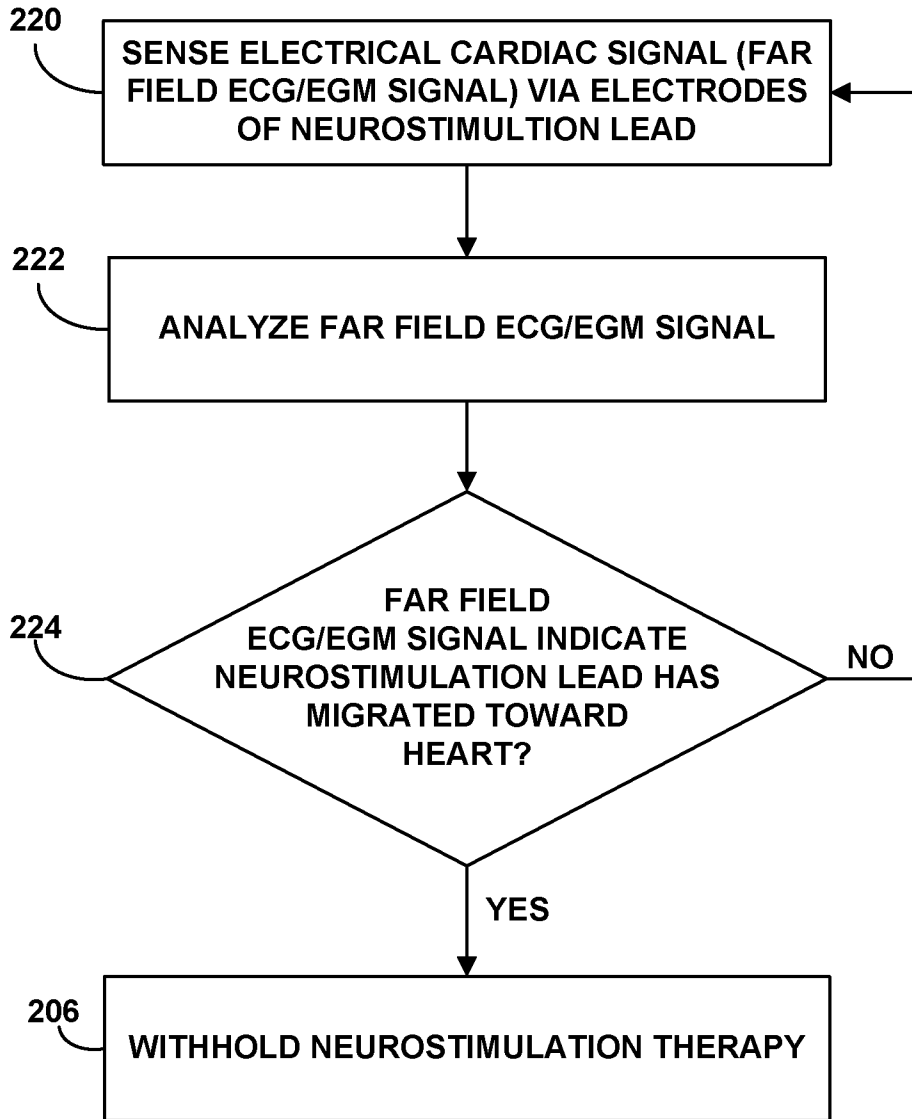 220
SENSE ELECTRICAL CARDIAC SIGNAL (FAR
FIELD ECG/EGM SIGNAL) VIA ELECTRODES
OF NEUROSTIMULTION LEAD
222
ANALYZE FAR FIELD ECG/EGM SIGNAL
224
FAR FIELD
ECG/EGM SIGNAL INDICATE
NEUROSTIMULATION LEAD HAS
MIGRATED TOWARD
HEART?
NO
YES
206
WITHHOLD NEUROSTIMULATION THERAPY